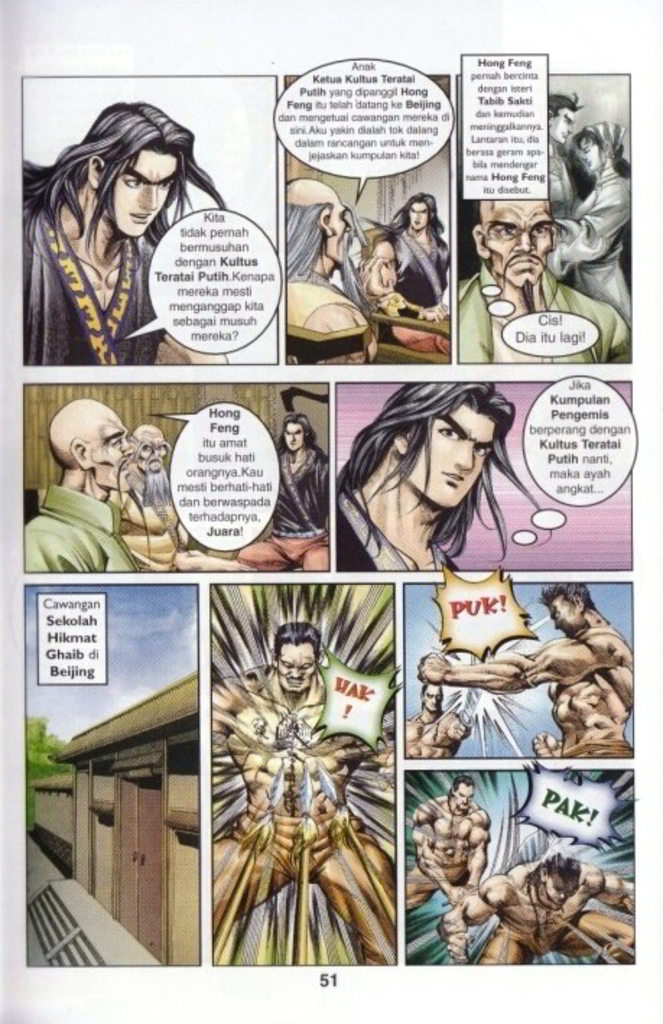 Kita
tidak pernah
bermusuhan
dengan Kultus
Teratai Putih.Kenapa
mereka mesti
menganggap kita
sebagai musuh
mereka?
Anak
Ketua Kultus Teratai
Putih yang dipanggil Hong
Feng itu telah datang ke Beijing
dan mengetuai cawangan mereka di
sini.Aku yakin dialah tok dalang
dalam rancangan untuk men-
jejaskan kumpulan kita!
Hong Feng
pernah bercinta
dengan isteri
Tabib Sakti
dan kemudian
meninggalkannya.
Lantaran itu, dia
berasa geram apa-
bila mendengar
nama Hong Feng
itu disebut.
Cis!
Dia itu lagi!
Hong
Feng
itu amat
busuk hati
orangnya.Kau
mesti berhati-hati
dan berwaspada
terhadapnya,
Juara!
Jika
Kumpulan
Pengemis
berperang dengan
Kultus Teratai
Putih nanti,
maka ayah
angkat...
Cawangan
Sekolah
Hikmat
Ghaib di
Beijing
HAK
!
PUK!
PAK!
51